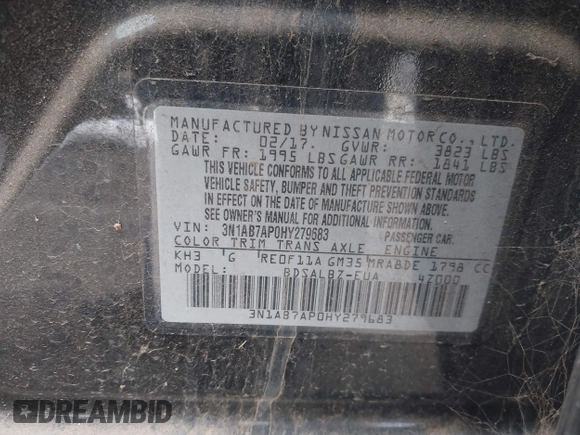 MANUFACTURED BY NISSAN MOTOR CO., LTD.
DATE: 02/17 GVWR: 3823 LBS
GAWR FR: 1995 LBS GAWR RR: 1841 LBS
THIS VEHICLE CONFORMS TO ALL APPLICABLE FEDERAL MOTOR
VEHICLE SAFETY, BUMPER AND THEFT PREVENTION STANDARDS
IN EFFECT ON THE DATE OF MANUFACTURE SHOWN ABOVE.
SEE OWNER'S MANUAL FOR ADDITIONAL INFORMATION.
VIN: 3N1AB7AP0HY279683 PASSENGER CAR
COLOR TRIM TRANS AXLE ENGINE
KH3 G RE0F11A GM35 MRA8DE 1798 CC
MODEL: BDSALBZ-EUA 47000
3N1AB7AP0HY279683
DREAMBID